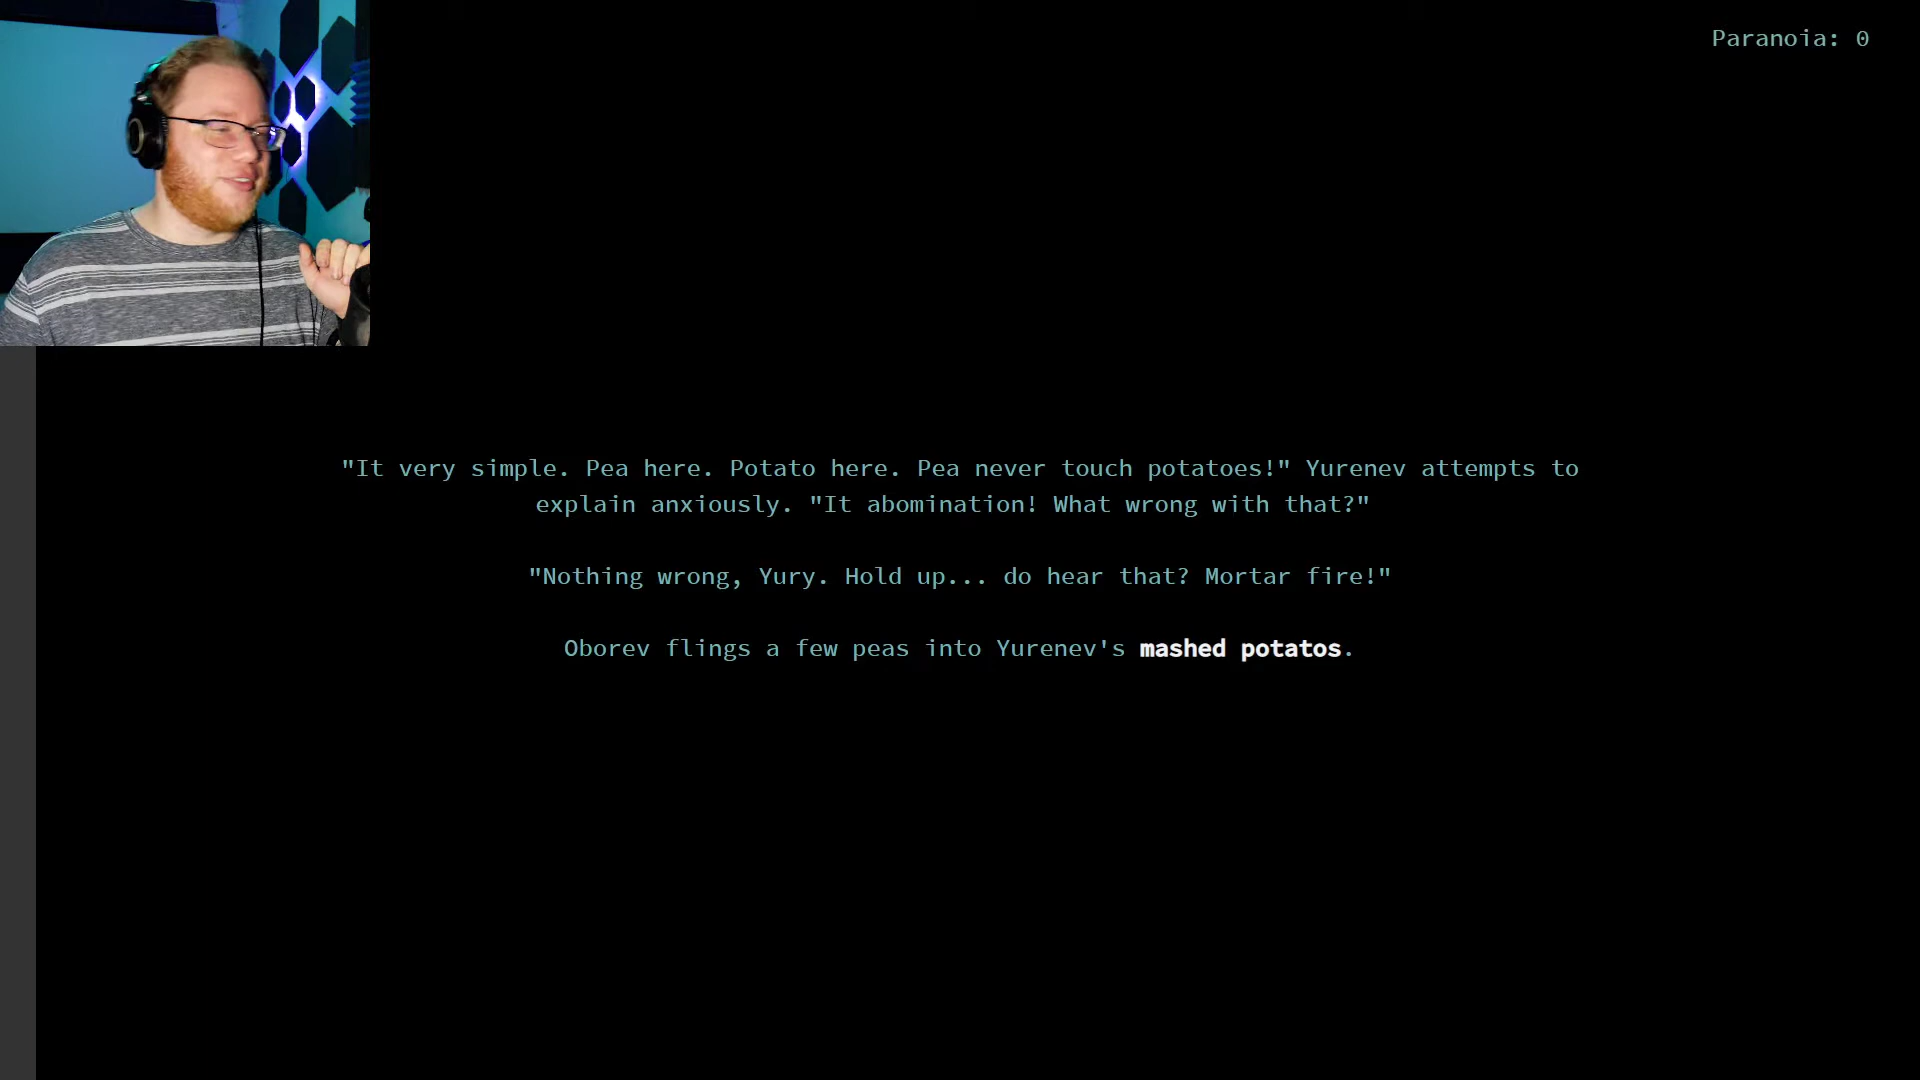 Paranoia: 0
"It very simple. Pea here. Potato here. Pea never touch potatoes!" Yurenev attempts to
explain anxiously. "It abomination! What wrong with that?"
"Nothing wrong, Yury. Hold up... do hear that? Mortar fire!"
Oborev flings a few peas into Yurenev's mashed potatos.